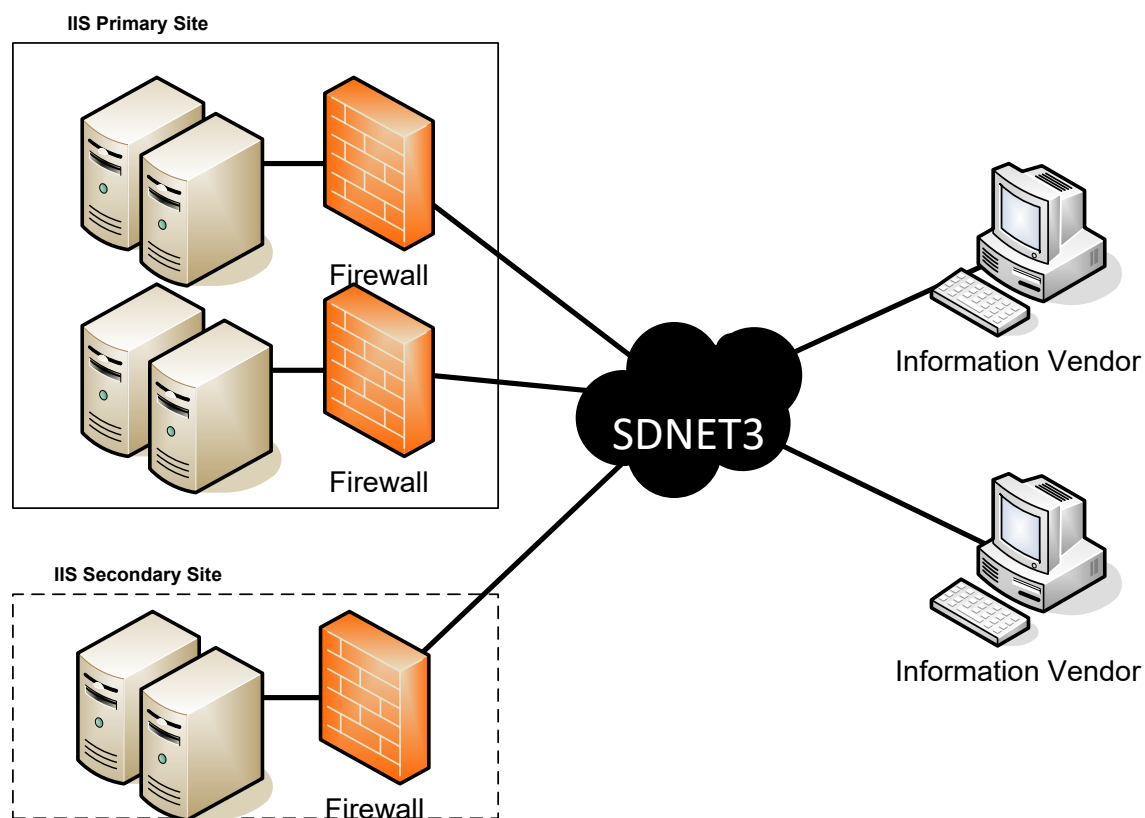 IIS Primary Site
Firewall
Firewall
SDNET3
Information Vendor
Information Vendor
IIS Secondary Site
Firewall